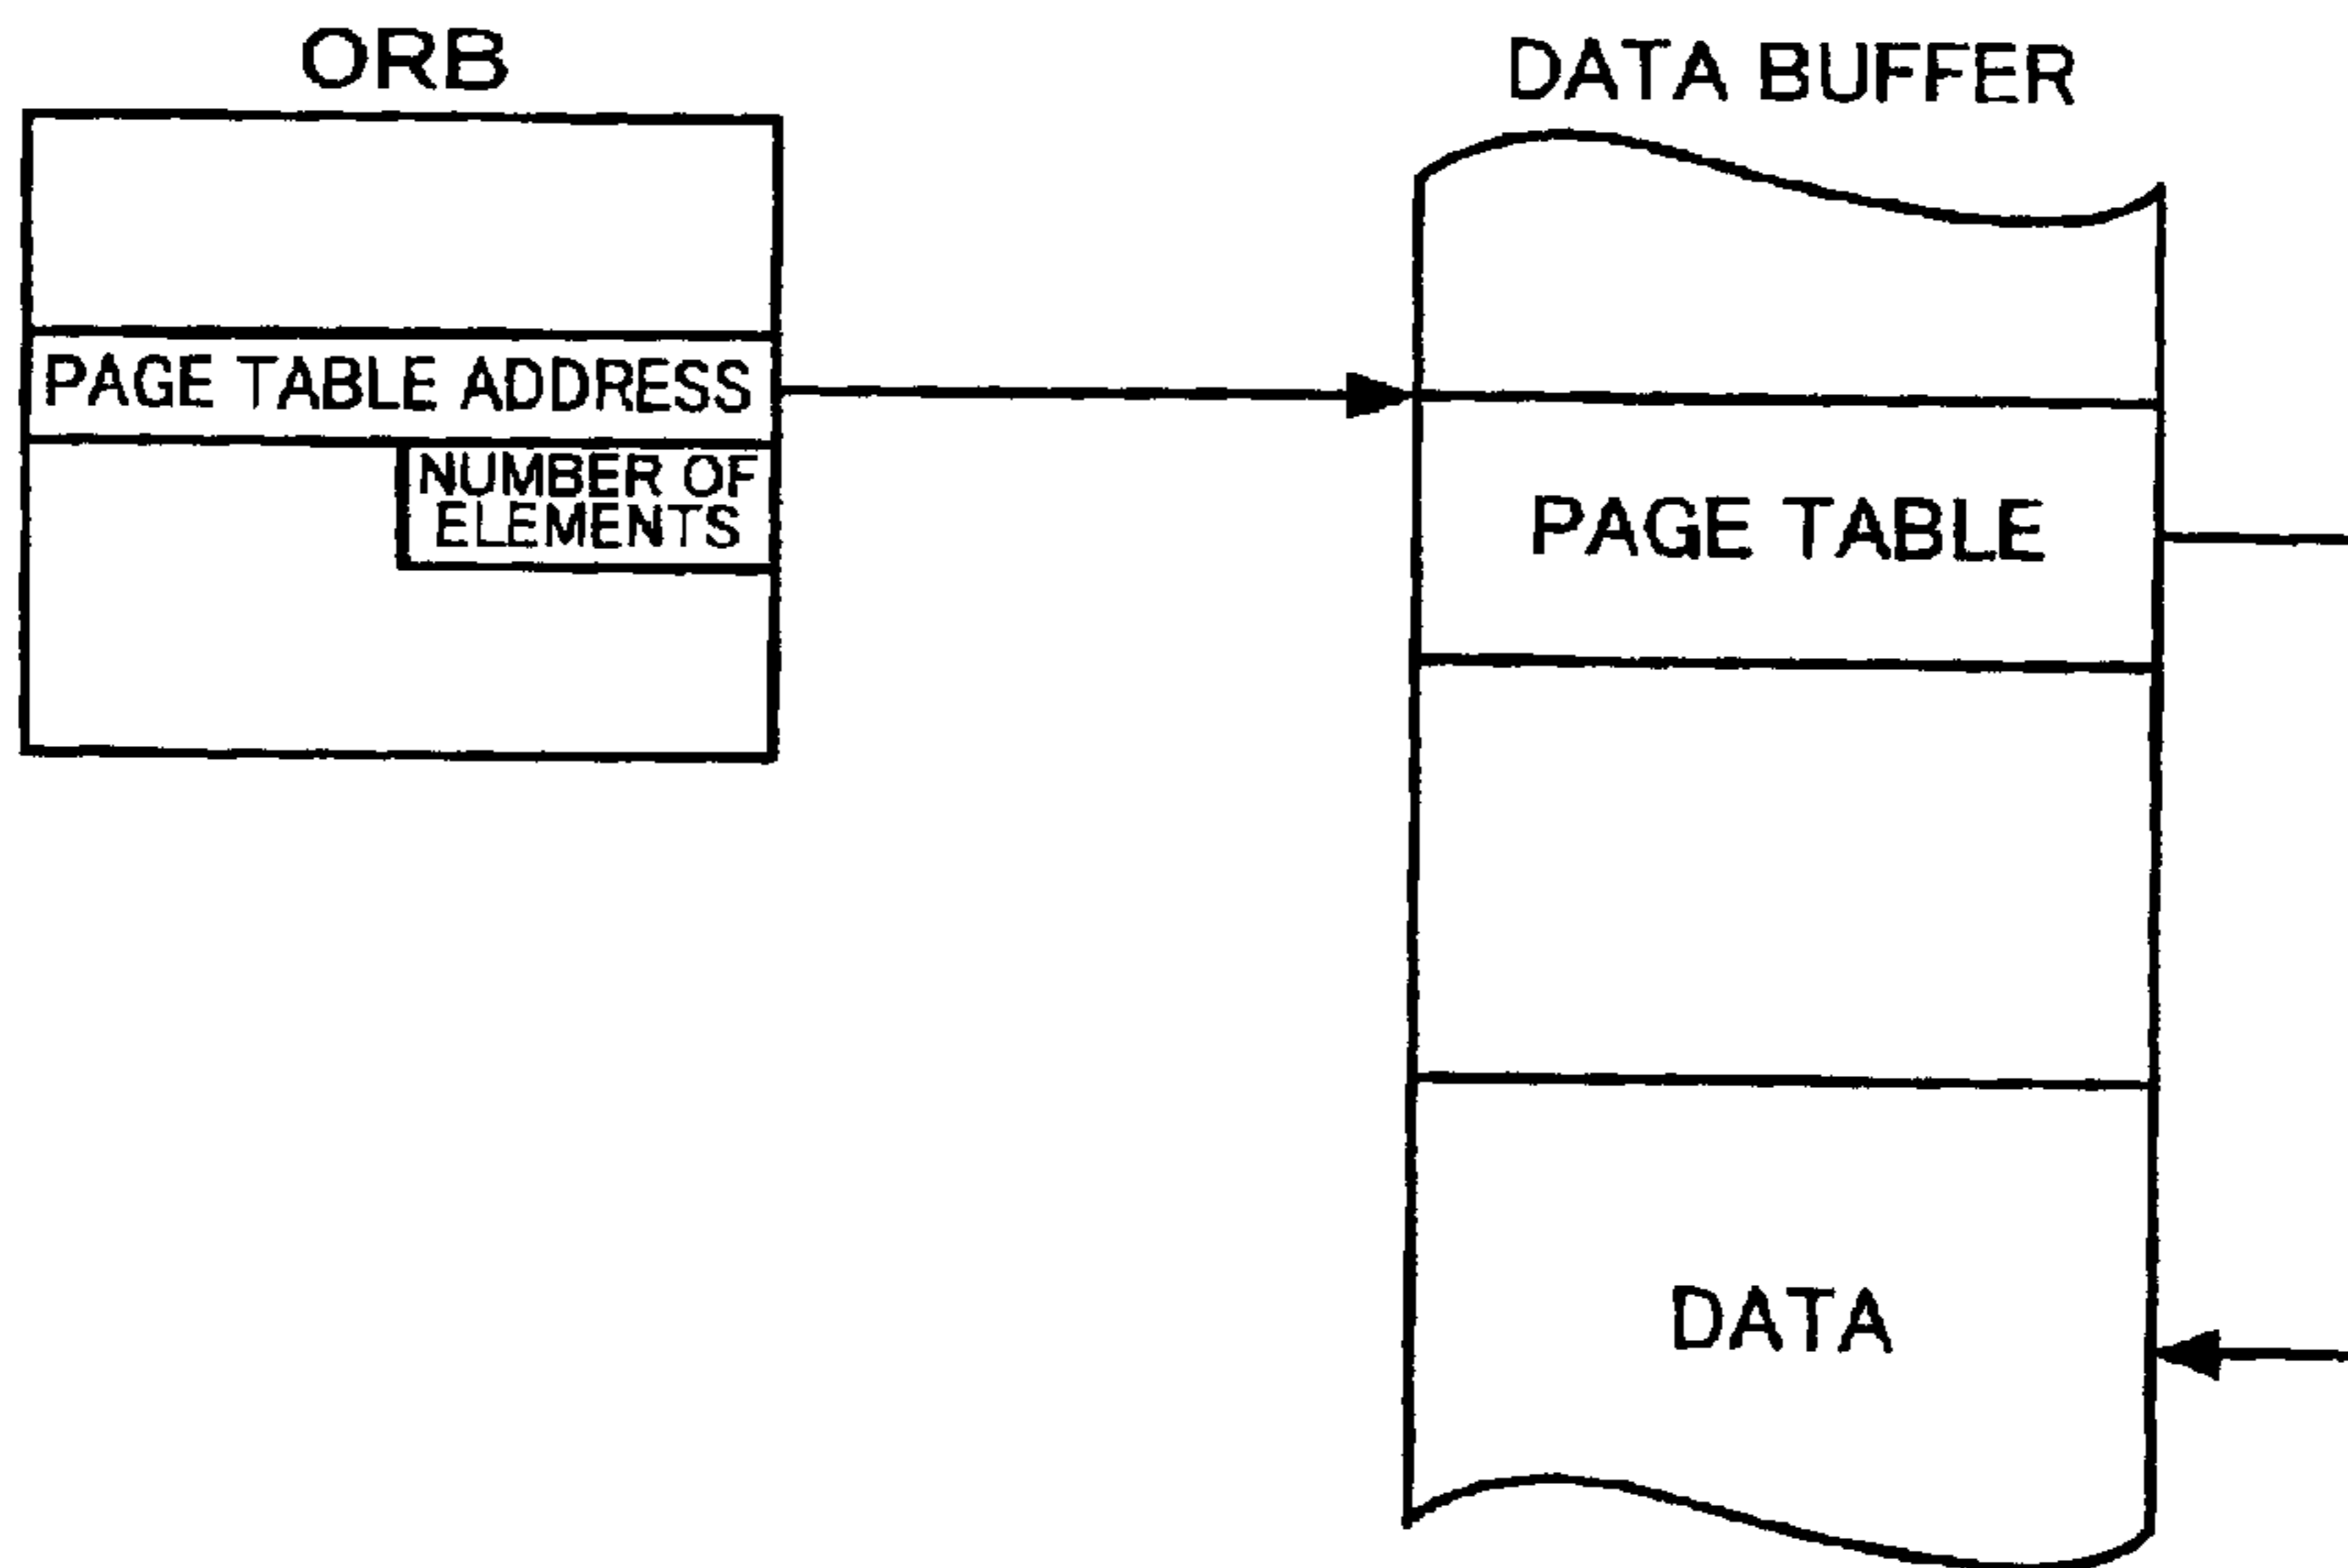 ORB
PAGE TABLE ADDRESS
NUMBER OF
ELEMENTS
DATA BUFFER
PAGE TABLE
DATA